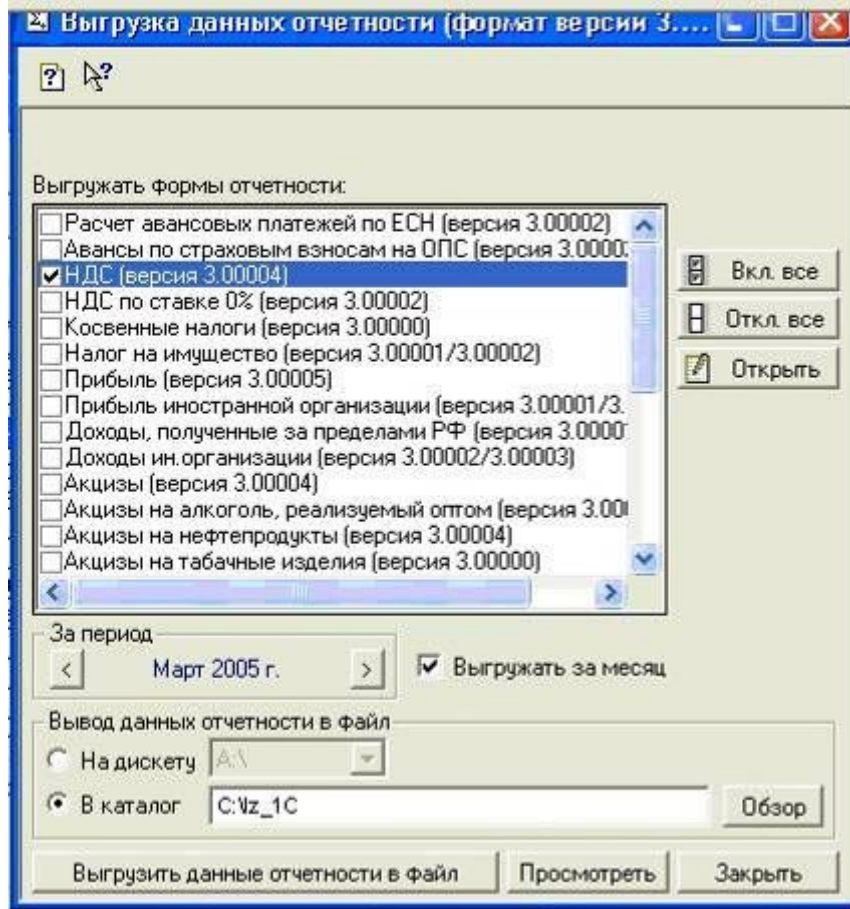 Выгрузка данных отчетности (формат версии 3....
Выгружать формы отчетности:
Расчет авансовых платежей по ЕСН (версия 3.00002)
Авансы по страховым взносам на ОПС (версия 3.0000
НДС (версия 3.00004)
НДС по ставке 0% (версия 3.00002)
Косвенные налоги (версия 3.00000)
Налог на имущество (версия 3.00001/3.00002)
Прибыль (версия 3.00005)
Прибыль иностранной организации (версия 3.00001/3.
Доходы, полученные за пределами РФ (версия 3.0000
Доходы ин.организации (версия 3.00002/3.00003)
Акцизы (версия 3.00004)
Акцизы на алкоголь, реализуемый оптом (версия 3.00
Акцизы на нефтепродукты (версия 3.00004)
Акцизы на табачные изделия (версия 3.00000)
Вкл. все
Откл. все
Открыть
За период
< Март 2005 г. >
Выгружать за месяц
Вывод данных отчетности в файл
На дискету A:\
В каталог
Обзор
Выгрузить данные отчетности в файл Просмотреть Закрыть